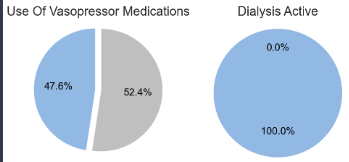 Use Of Vasopressor Medications
Dialysis Active
47.6%
52.4%
0.0%
100.0%